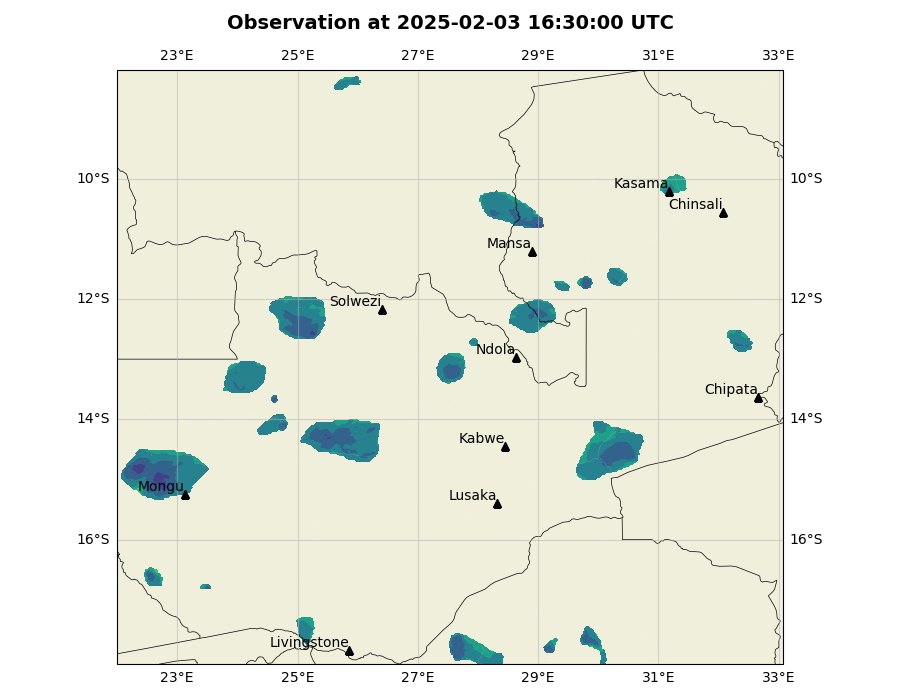 Observation at 2025-02-03 16:30:00 UTC
23°E 25°E 27°E 29°E 31°E 33°E
10°S 10°S
Kasama
Chinsali
Mansa
12°S 12°S
Solwezi
Ndola
Chipata
14°S 14°S
Kabwe
Mongu
Lusaka
16°S 16°S
Livingstone
23°E 25°E 27°E 29°E 31°E 33°E